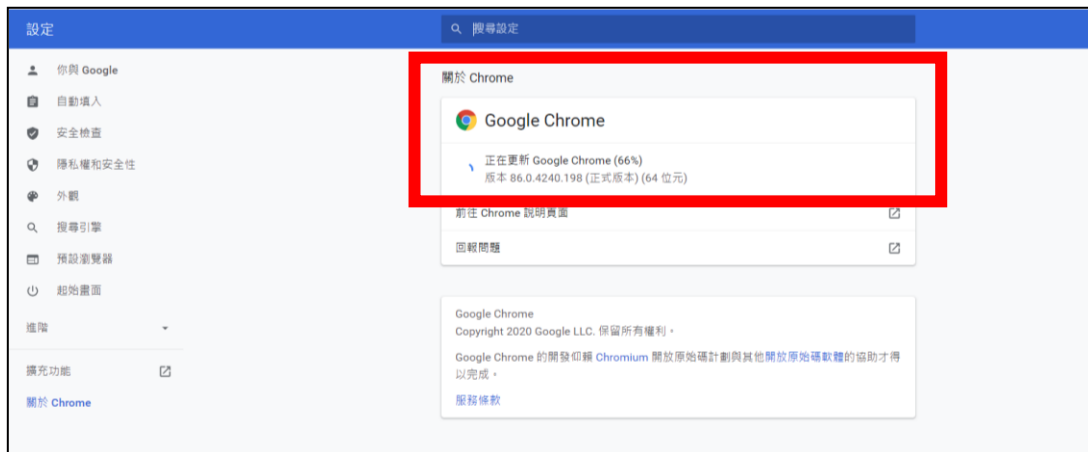 設定
搜尋設定
你與 Google
自動填入
安全檢查
隱私權和安全性
外觀
搜尋引擎
預設瀏覽器
起始畫面
進階
擴充功能
關於 Chrome
關於 Chrome
Google Chrome
正在更新 Google Chrome (66%)
版本 86.0.4240.198 (正式版本) (64 位元)
前往 Chrome 說明頁面
回報問題
Google Chrome
Copyright 2020 Google LLC. 保留所有權利。
Google Chrome 的開發仰賴 Chromium 開放原始碼計劃與其他開放原始碼軟體的協助才得
以完成。
服務條款